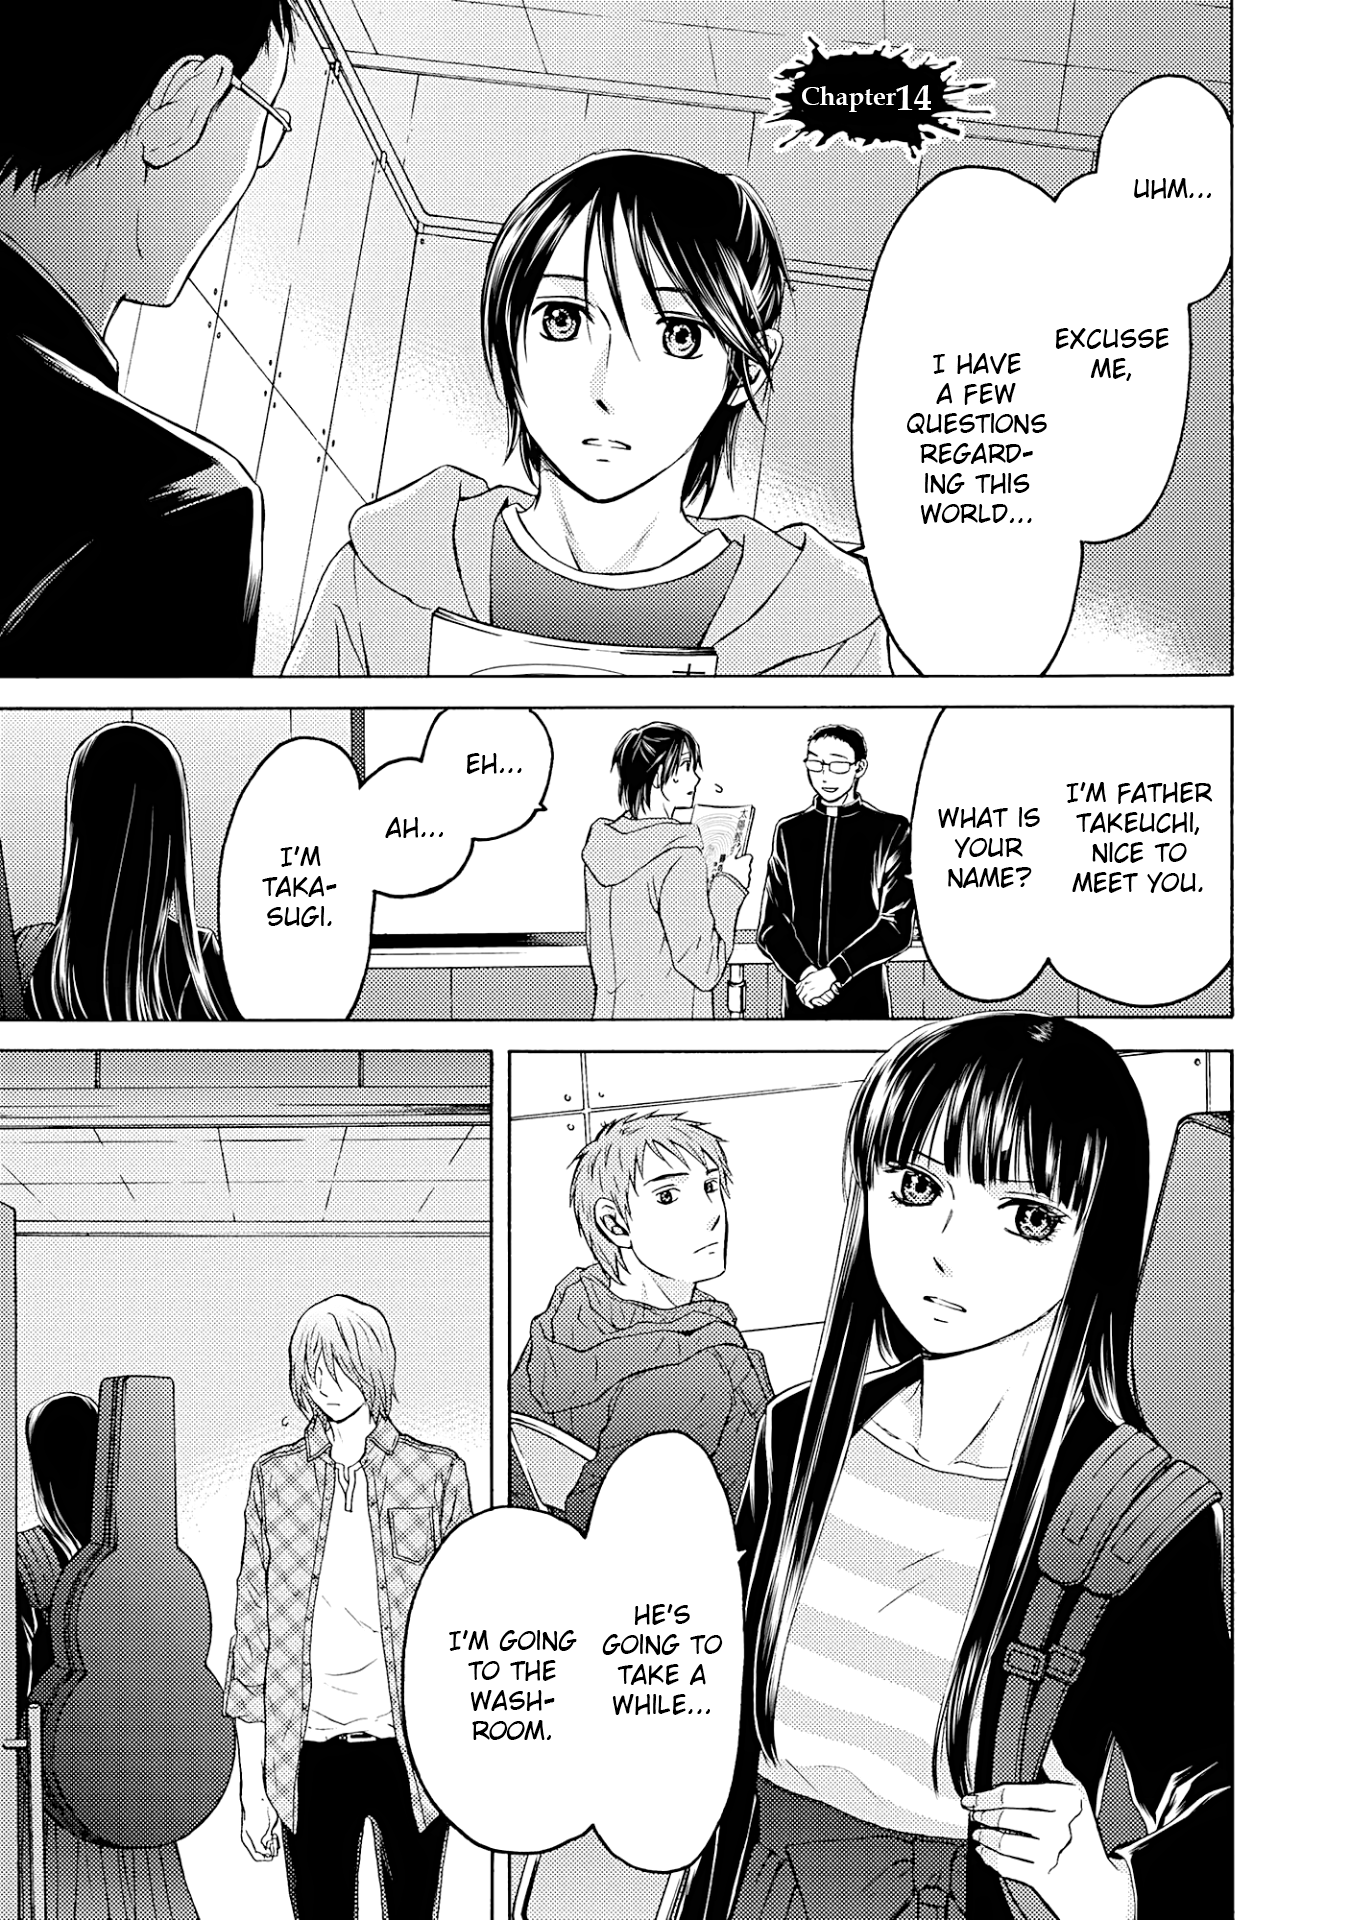 Chapter14
UHM...
EXCUSSE
ME,
I HAVE
A FEW
QUESTIONS
REGARD-
ING THIS
WORLD...
I'M FATHER
TAKEUCHI,
NICE TO
MEET YOU.
WHAT IS
YOUR
NAME?
EH...
AH...
I'M
TAKA-
SUGI.
HE'S
GOING TO
TAKE A
WHILE...
I'M GOING
TO THE
WASH-
ROOM.